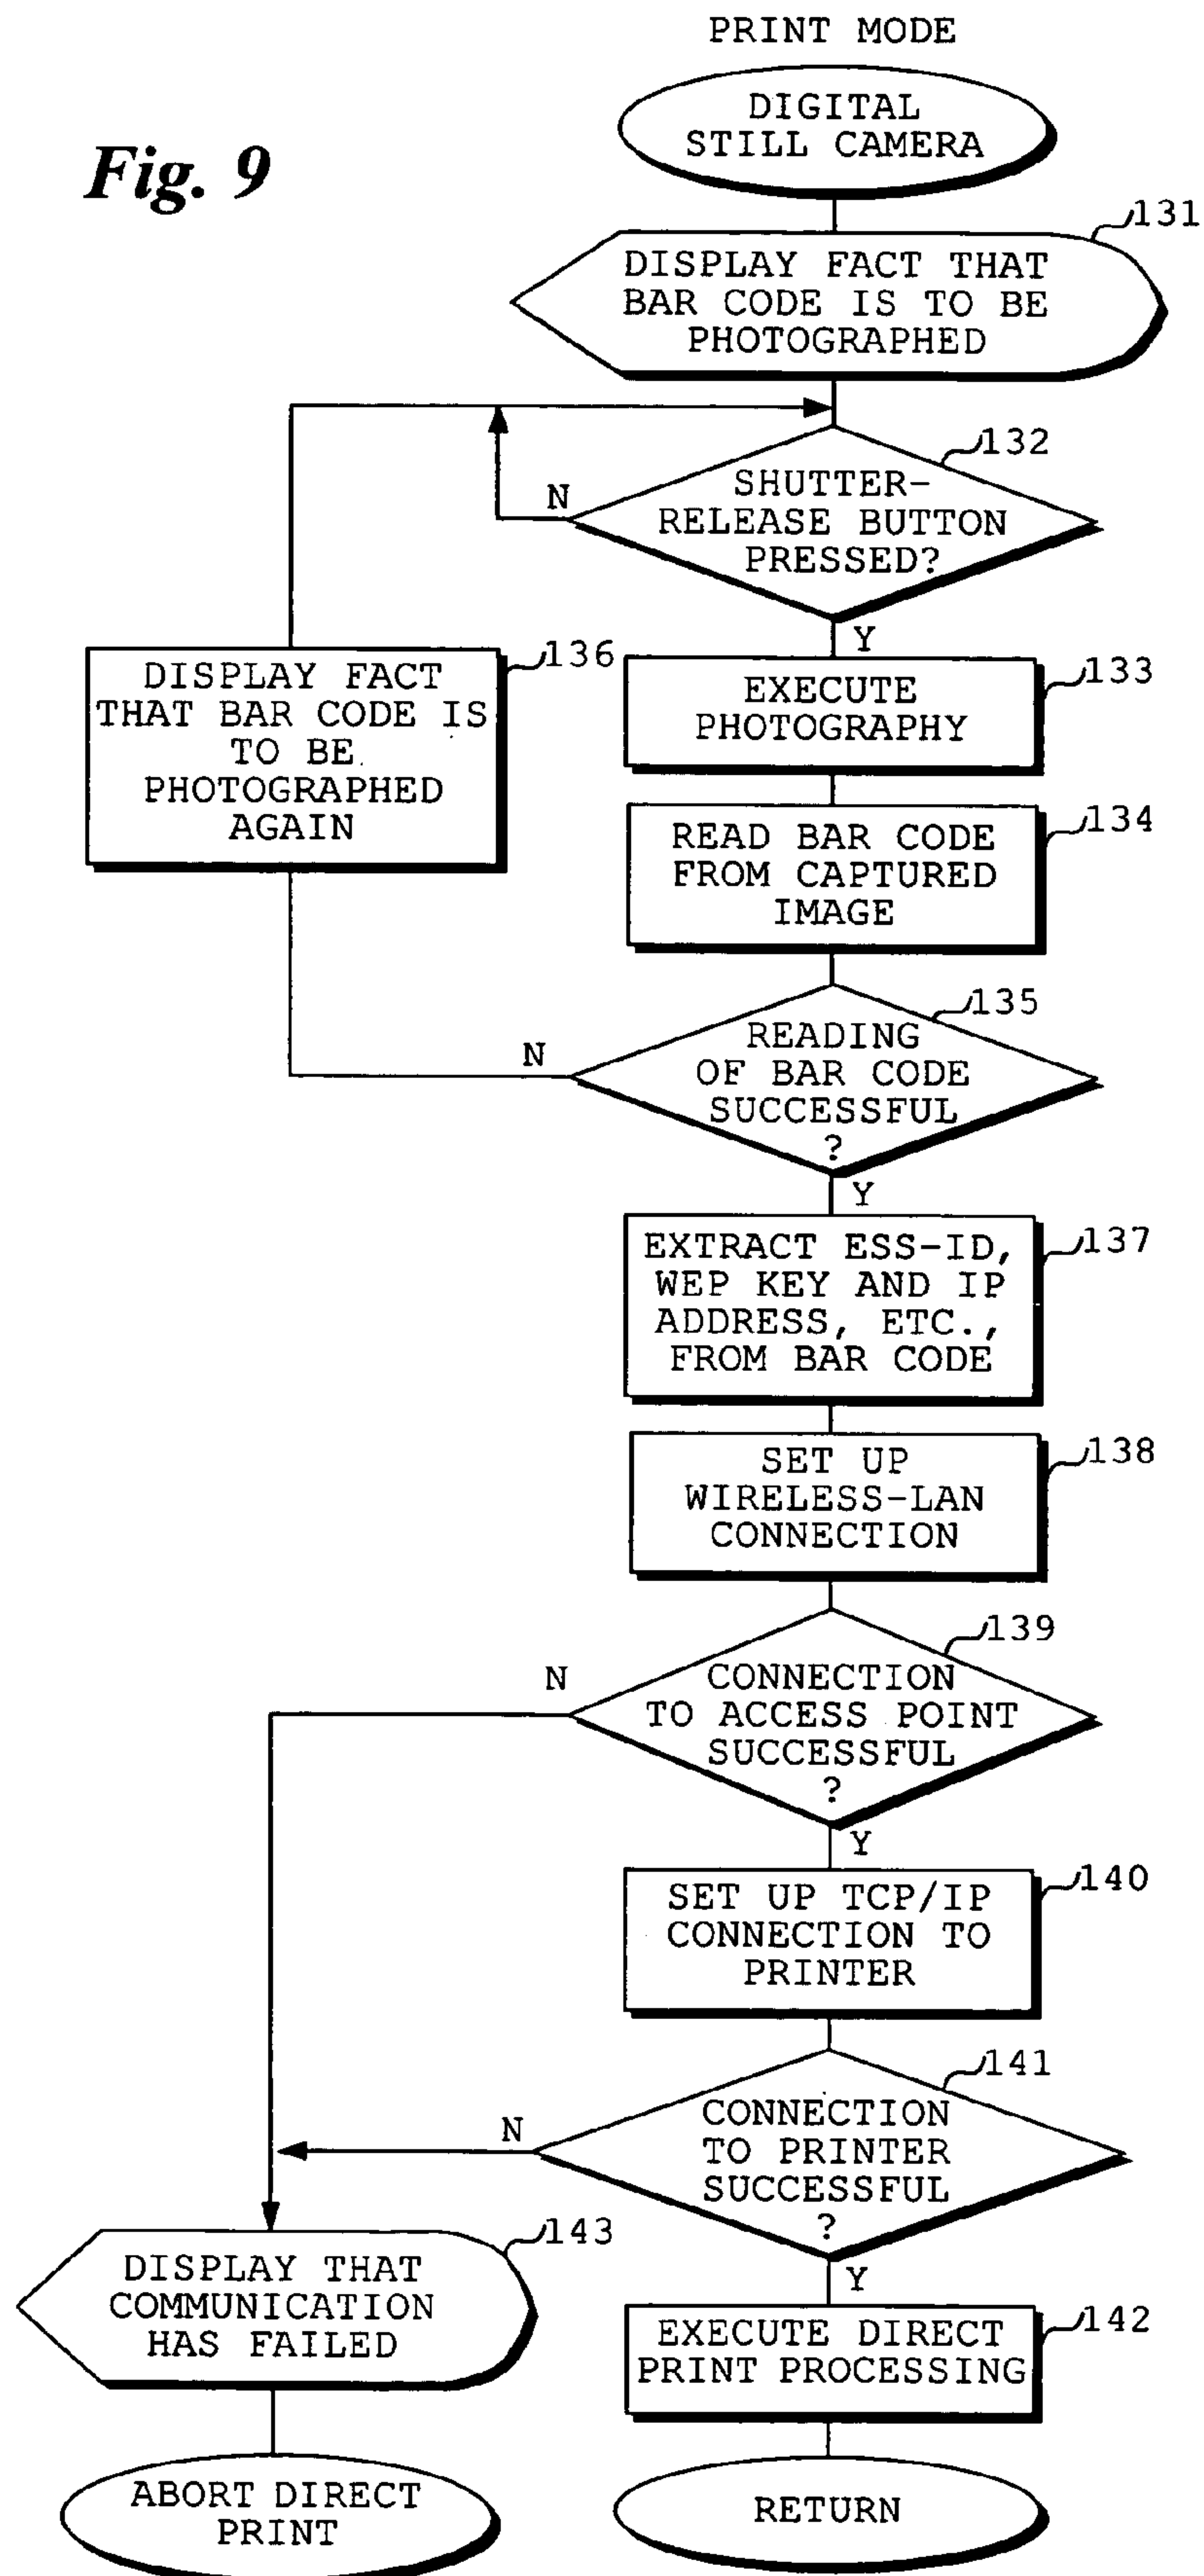 PRINT MODE
Fig. 9
DIGITAL
STILL CAMERA
131
DISPLAY FACT THAT
BAR CODE IS TO BE
PHOTOGRAPHED
132
SHUTTER-
RELEASE BUTTON
PRESSED?
N
Y
136
DISPLAY FACT
THAT BAR CODE IS
TO BE
PHOTOGRAPHED
AGAIN
133
EXECUTE
PHOTOGRAPHY
134
READ BAR CODE
FROM CAPTURED
IMAGE
135
READING
OF BAR CODE
SUCCESSFUL
?
N
Y
137
EXTRACT ESS-ID,
WEP KEY AND IP
ADDRESS, ETC.,
FROM BAR CODE
138
SET UP
WIRELESS-LAN
CONNECTION
139
CONNECTION
TO ACCESS POINT
SUCCESSFUL
?
N
Y
140
SET UP TCP/IP
CONNECTION TO
PRINTER
141
CONNECTION
TO PRINTER
SUCCESSFUL
?
N
Y
143
DISPLAY THAT
COMMUNICATION
HAS FAILED
142
EXECUTE DIRECT
PRINT PROCESSING
ABORT DIRECT
PRINT
RETURN